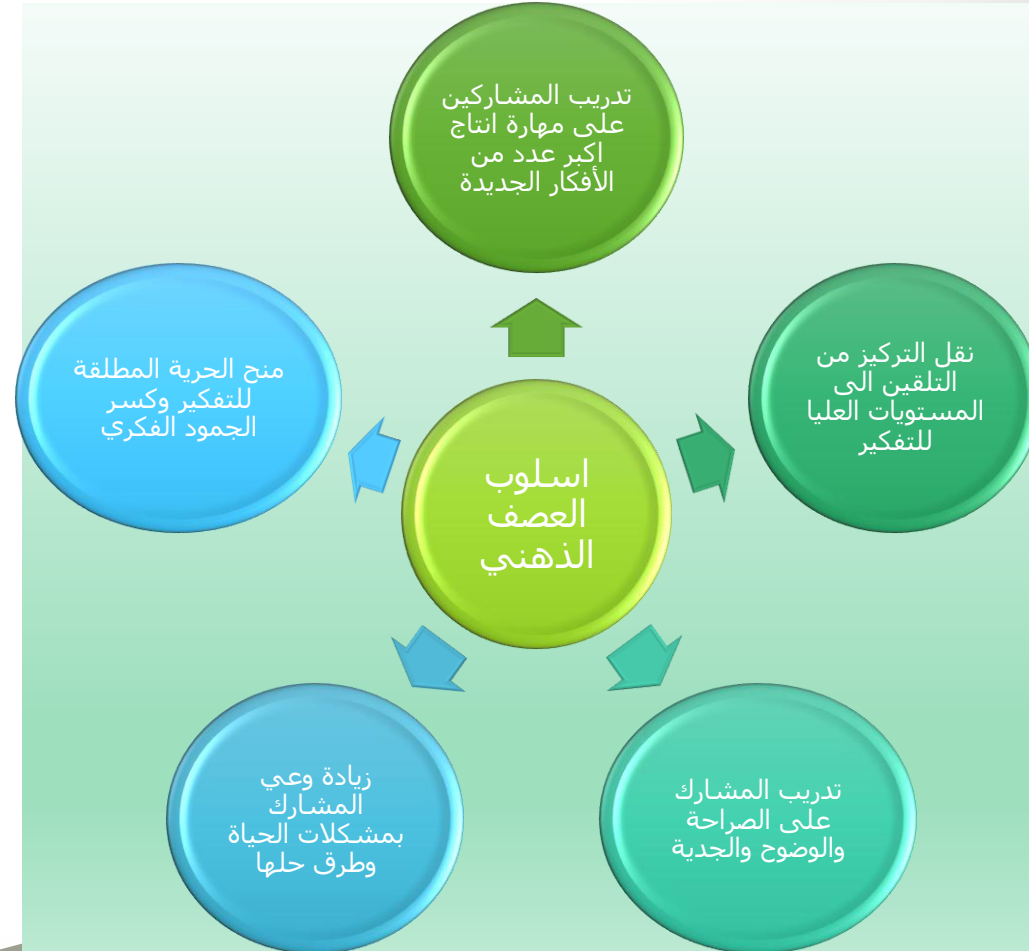 تدريب المشاركين
على مهارة انتاج
اكبر عدد من
الأفكار الجديدة
نقل التركيز من
التلقين الى
المستويات العليا
للتفكير
منح الحرية المطلقة
للتفكير وكسر
الجمود الفكري
اسلوب
العصف
الذهني
تدريب المشارك
على الصراحة
والوضوح والجدية
زيادة وعي
المشارك
بمشكلات الحياة
وطرق حلها